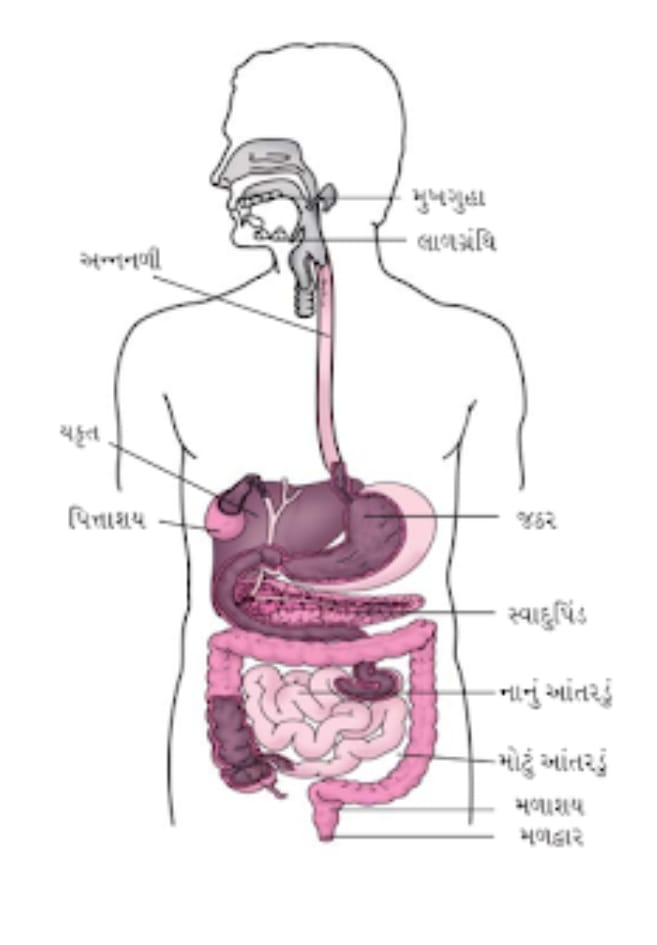 મુખગુહા
લાળગ્રંથિ
અન્નનળી
યકૃત
પિત્તાશય
જઠર
સ્વાદુપિંડ
નાનું આંતરડું
મોટું આંતરડું
મળાશય
મળદ્વાર